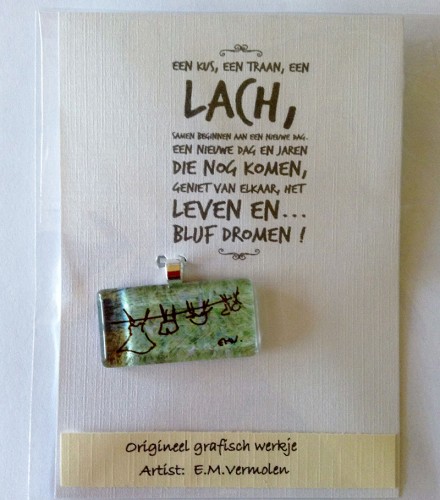 EEN KUS, EEN TRAAN, EEN
LACH,
SAMEN BEGINNEN AAN EEN NIEUWE DAG.
EEN NIEUWE DAG EN JAREN
DIE NOG KOMEN,
GENIET VAN ELKAAR, HET
LEVEN EN...
BLIJF DROMEN !
Origineel grafisch werkje
Artist: E.M.Vermolen